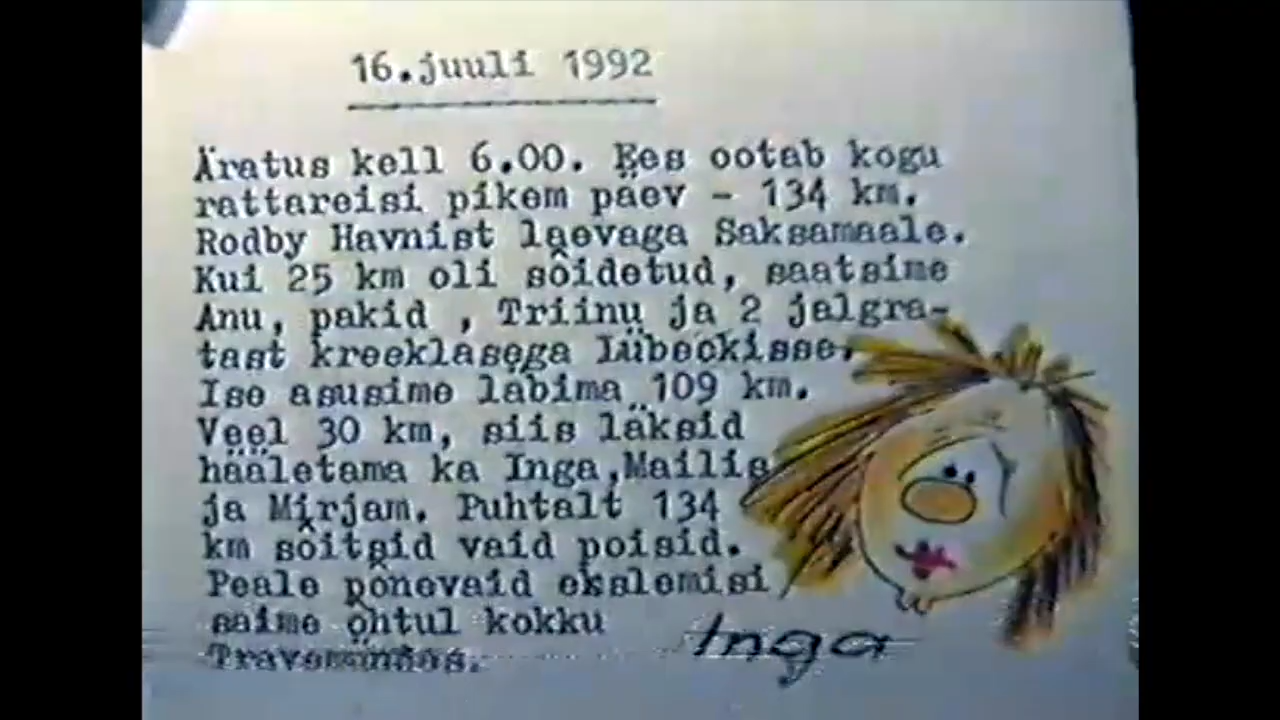 16.juuli 1992
Äratus kell 6.00. Ees ootab kogu
rattareisi pikem päev - 134 km.
Rodby Havnist laevaga Saksamaale.
Kui 25 km oli sõidetud, saatsime
Anu, pakid , Triinu ja 2 jalgra-
tast kreeklasega Lübeckisse.
Ise asusime läbima 109 km.
Veel 30 km, siis läksid
hääletama ka Inga,Mailis
ja Mirjam. Puhtalt 134
km sõitsid vaid poisid.
Peale põnevaid ekslemisi
saime õhtul kokku
Travemündes.
Inga